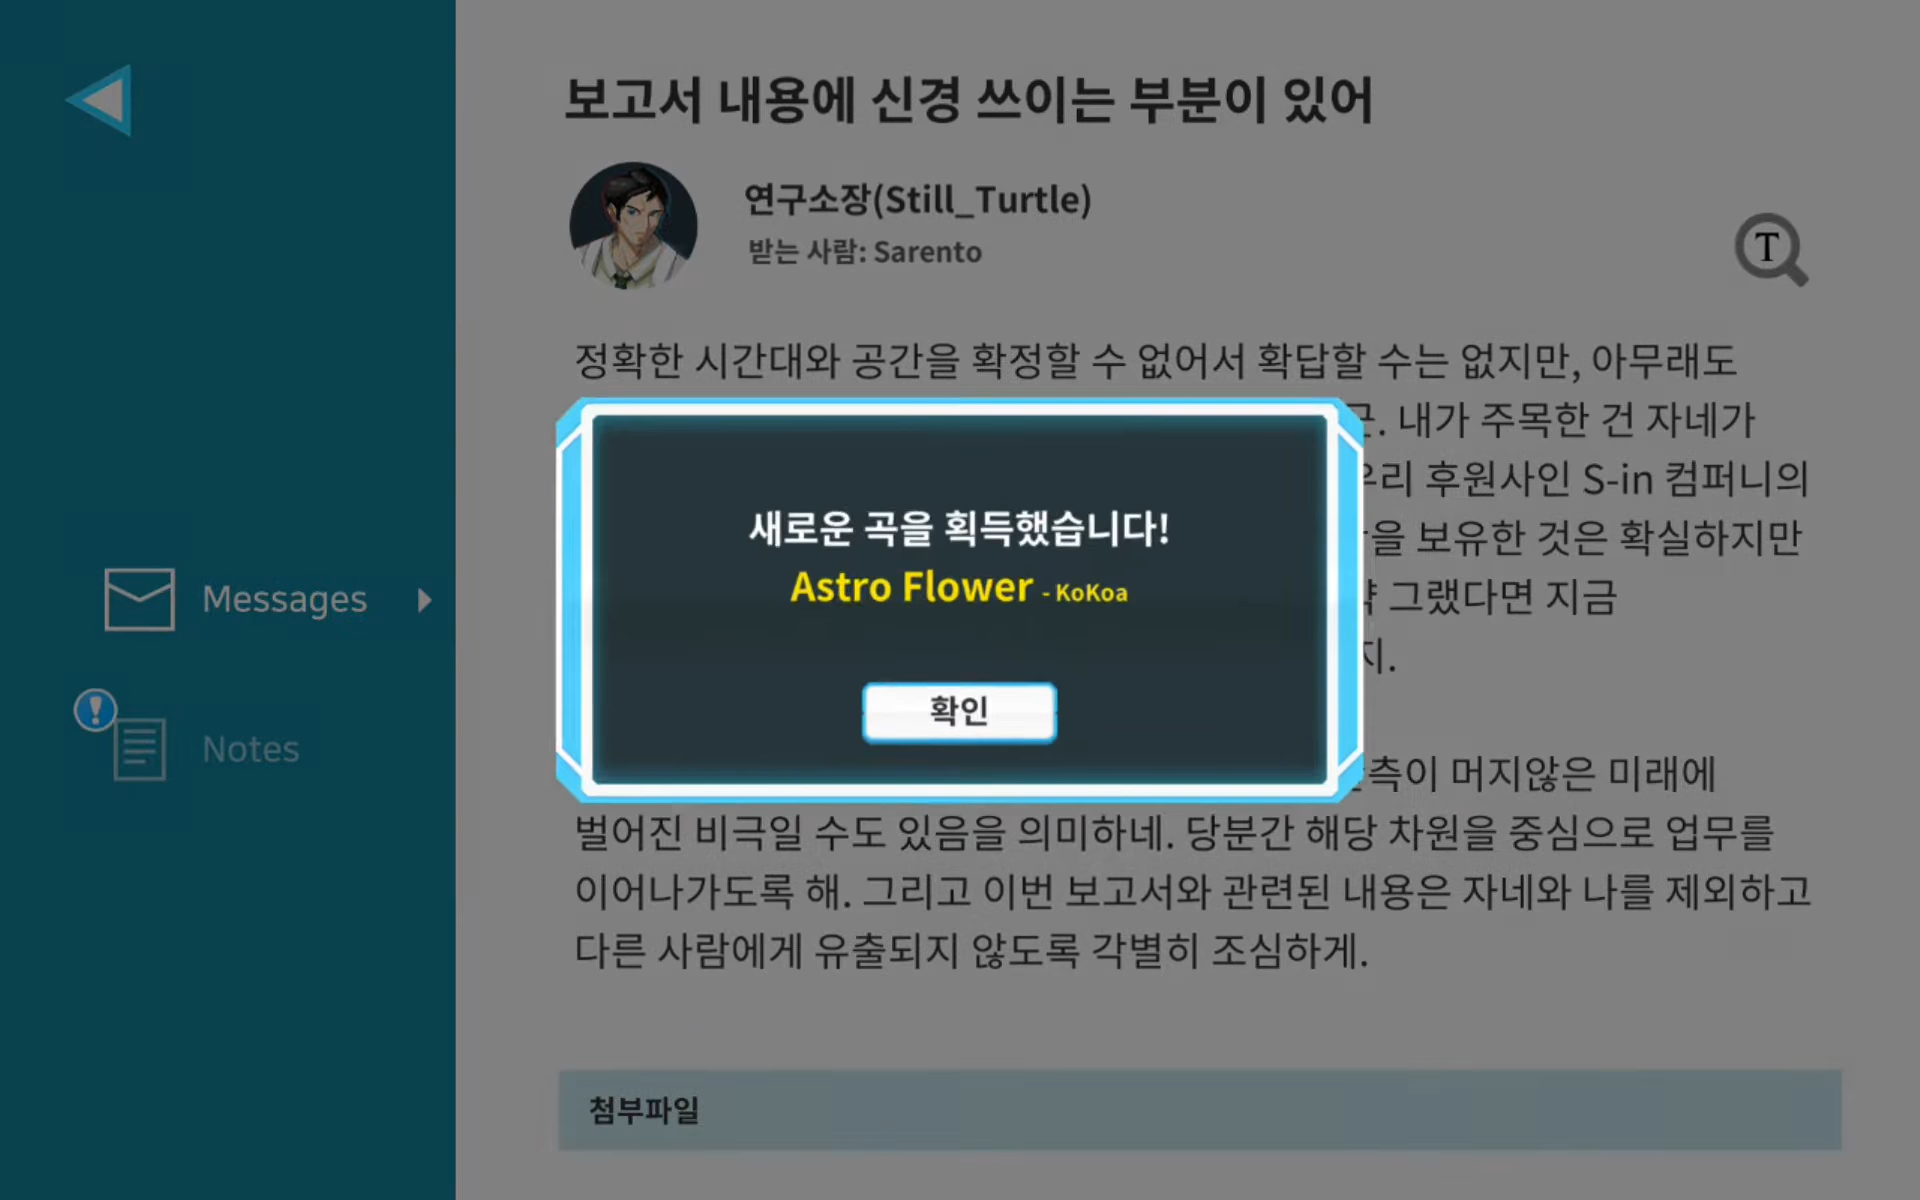 보고서 내용에 신경 쓰이는 부분이 있어
연구소장(Still_Turtle)
받는 사람: Sarento
T
정확한 시간대와 공간을 확정할 수 없어서 확답할 수는 없지만, 아무래도
내가 주목한 건 자네가
후원사인 S-in 컴퍼니의
보유한 것은 확실하지만
그랬다면 지금
새로운 곡을 획득했습니다!
Astro Flower - KoKoa
확인
Messages
Notes
머지않은 미래에
벌어진 비극일 수도 있음을 의미하네. 당분간 해당 차원을 중심으로 업무를
이어나가도록 해. 그리고 이번 보고서와 관련된 내용은 자네와 나를 제외하고
다른 사람에게 유출되지 않도록 각별히 조심하게.
첨부파일